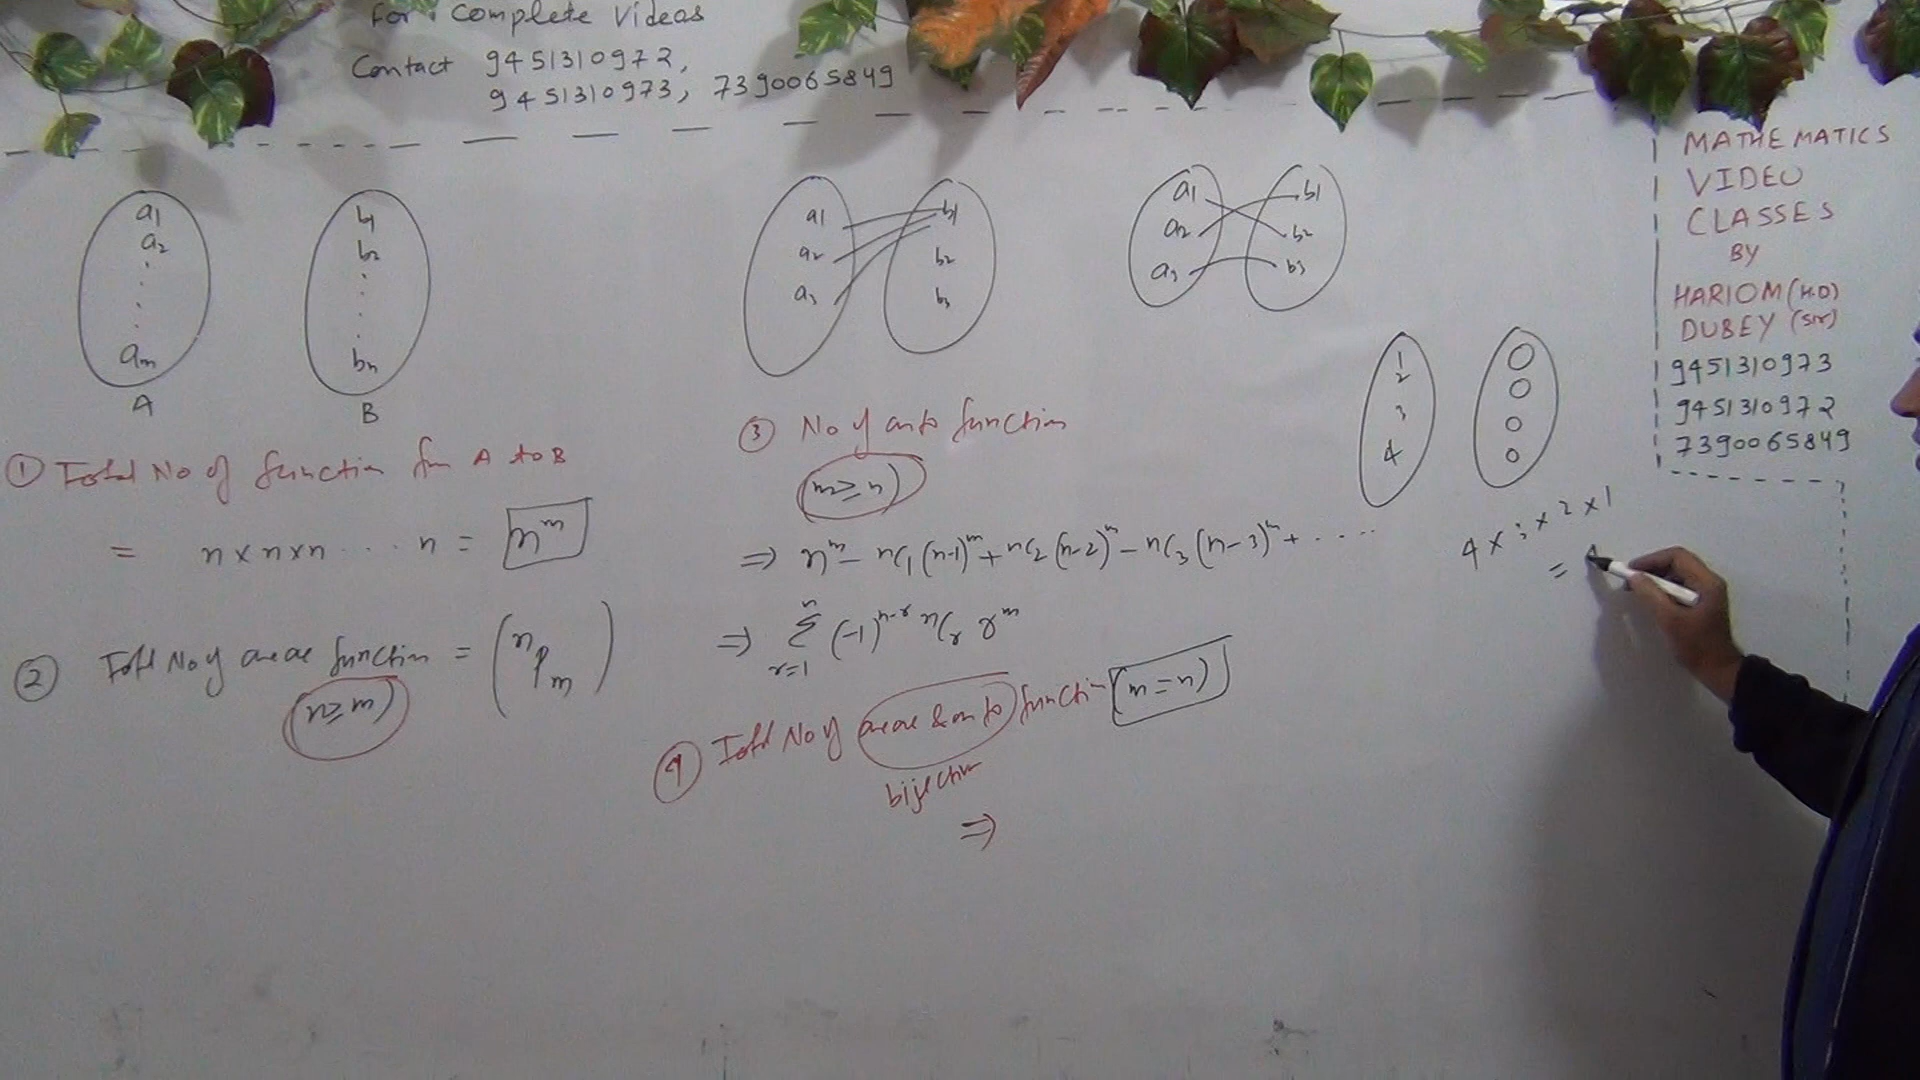 For Complete Videos
Contact 9451310972,
9451310973, 7390065849
MATHEMATICS
VIDEO
CLASSES
BY
HARIOM (H.D)
DUBEY (Sir)
9451310973
9451310972
7390065849
a1
a2
am
A
b1
b2
bn
B
a1
a2
a3
b1
b2
b3
a1
a2
a3
b1
b2
b3
1
2
3
4
① Total No of function from A to B
= n × n × n .... n = n^m
② Total No of one one function = (nPm)
(n ≥ m)
③ No of onto function
(m ≥ n)
⇒ n^m - nC1 (n-1)^m + nC2 (n-2)^m - nC3 (n-3)^m + .....
⇒ Σ r=1 n (-1)^n-r nCr r^m
④ Total No of one one & onto function (m = n)
bijection
⇒
4 × 3 × 2 × 1
=